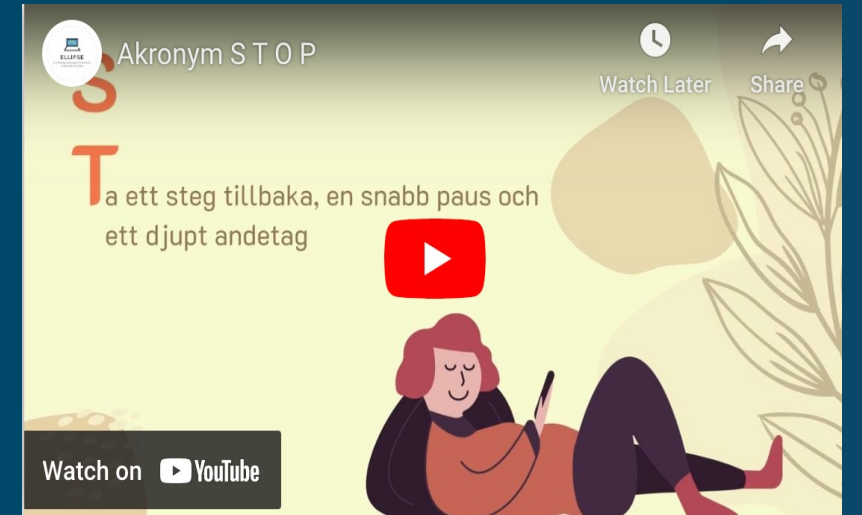 ELLIPSE
Akronym S T O P
Watch Later
Share
S
Ta ett steg tillbaka, en snabb paus och
ett djupt andetag
Watch on YouTube